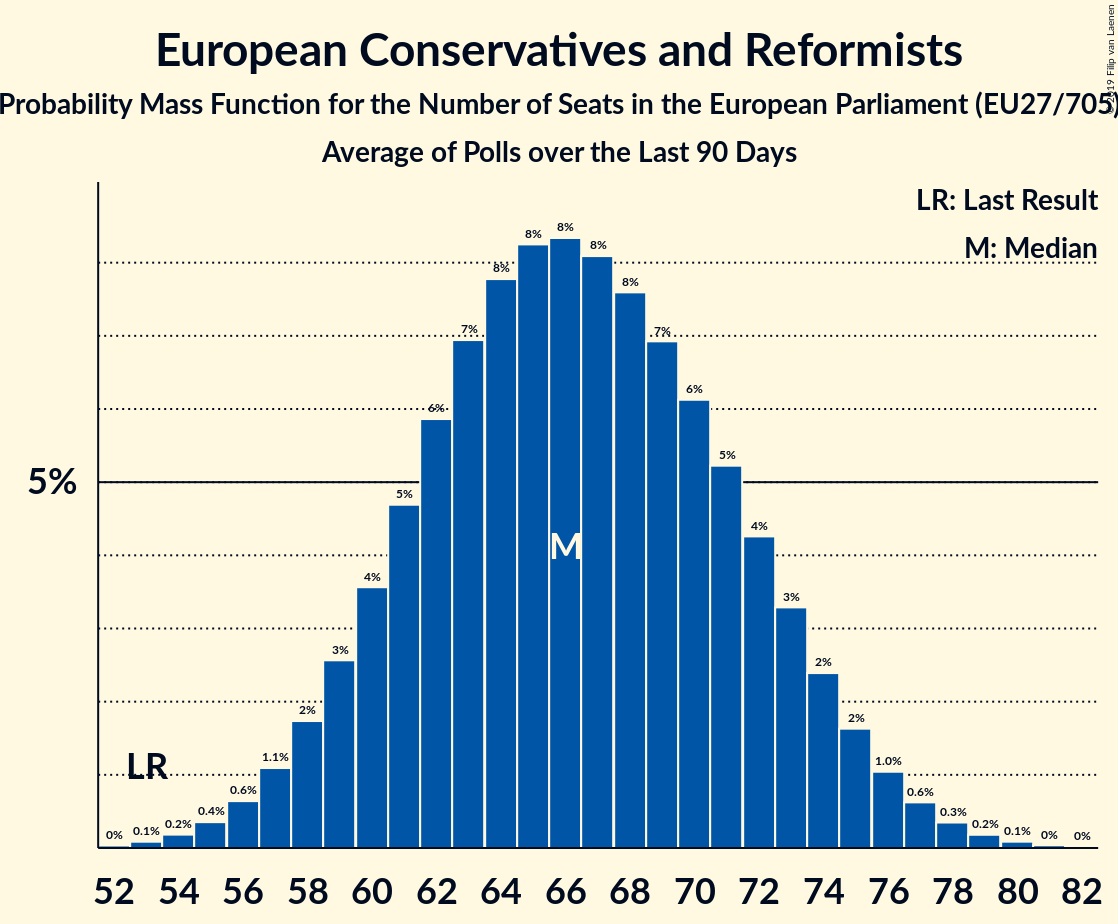 European Conservatives and Reformists
Probability Mass Function for the Number of Seats in the European Parliament (EU27/705)
Average of Polls over the Last 90 Days
© 2019 Filip van Laenen
LR: Last Result
M: Median
5%
0% 0.1% 0.2% 0.4% 0.6% 1.1% 2% 3% 4% 5% 6% 7% 8% 8% 8% 8% 8% 7% 6% 5% 4% 3% 2% 2% 1.0% 0.6% 0.3% 0.2% 0.1% 0% 0%
M
LR
52 54 56 58 60 62 64 66 68 70 72 74 76 78 80 82